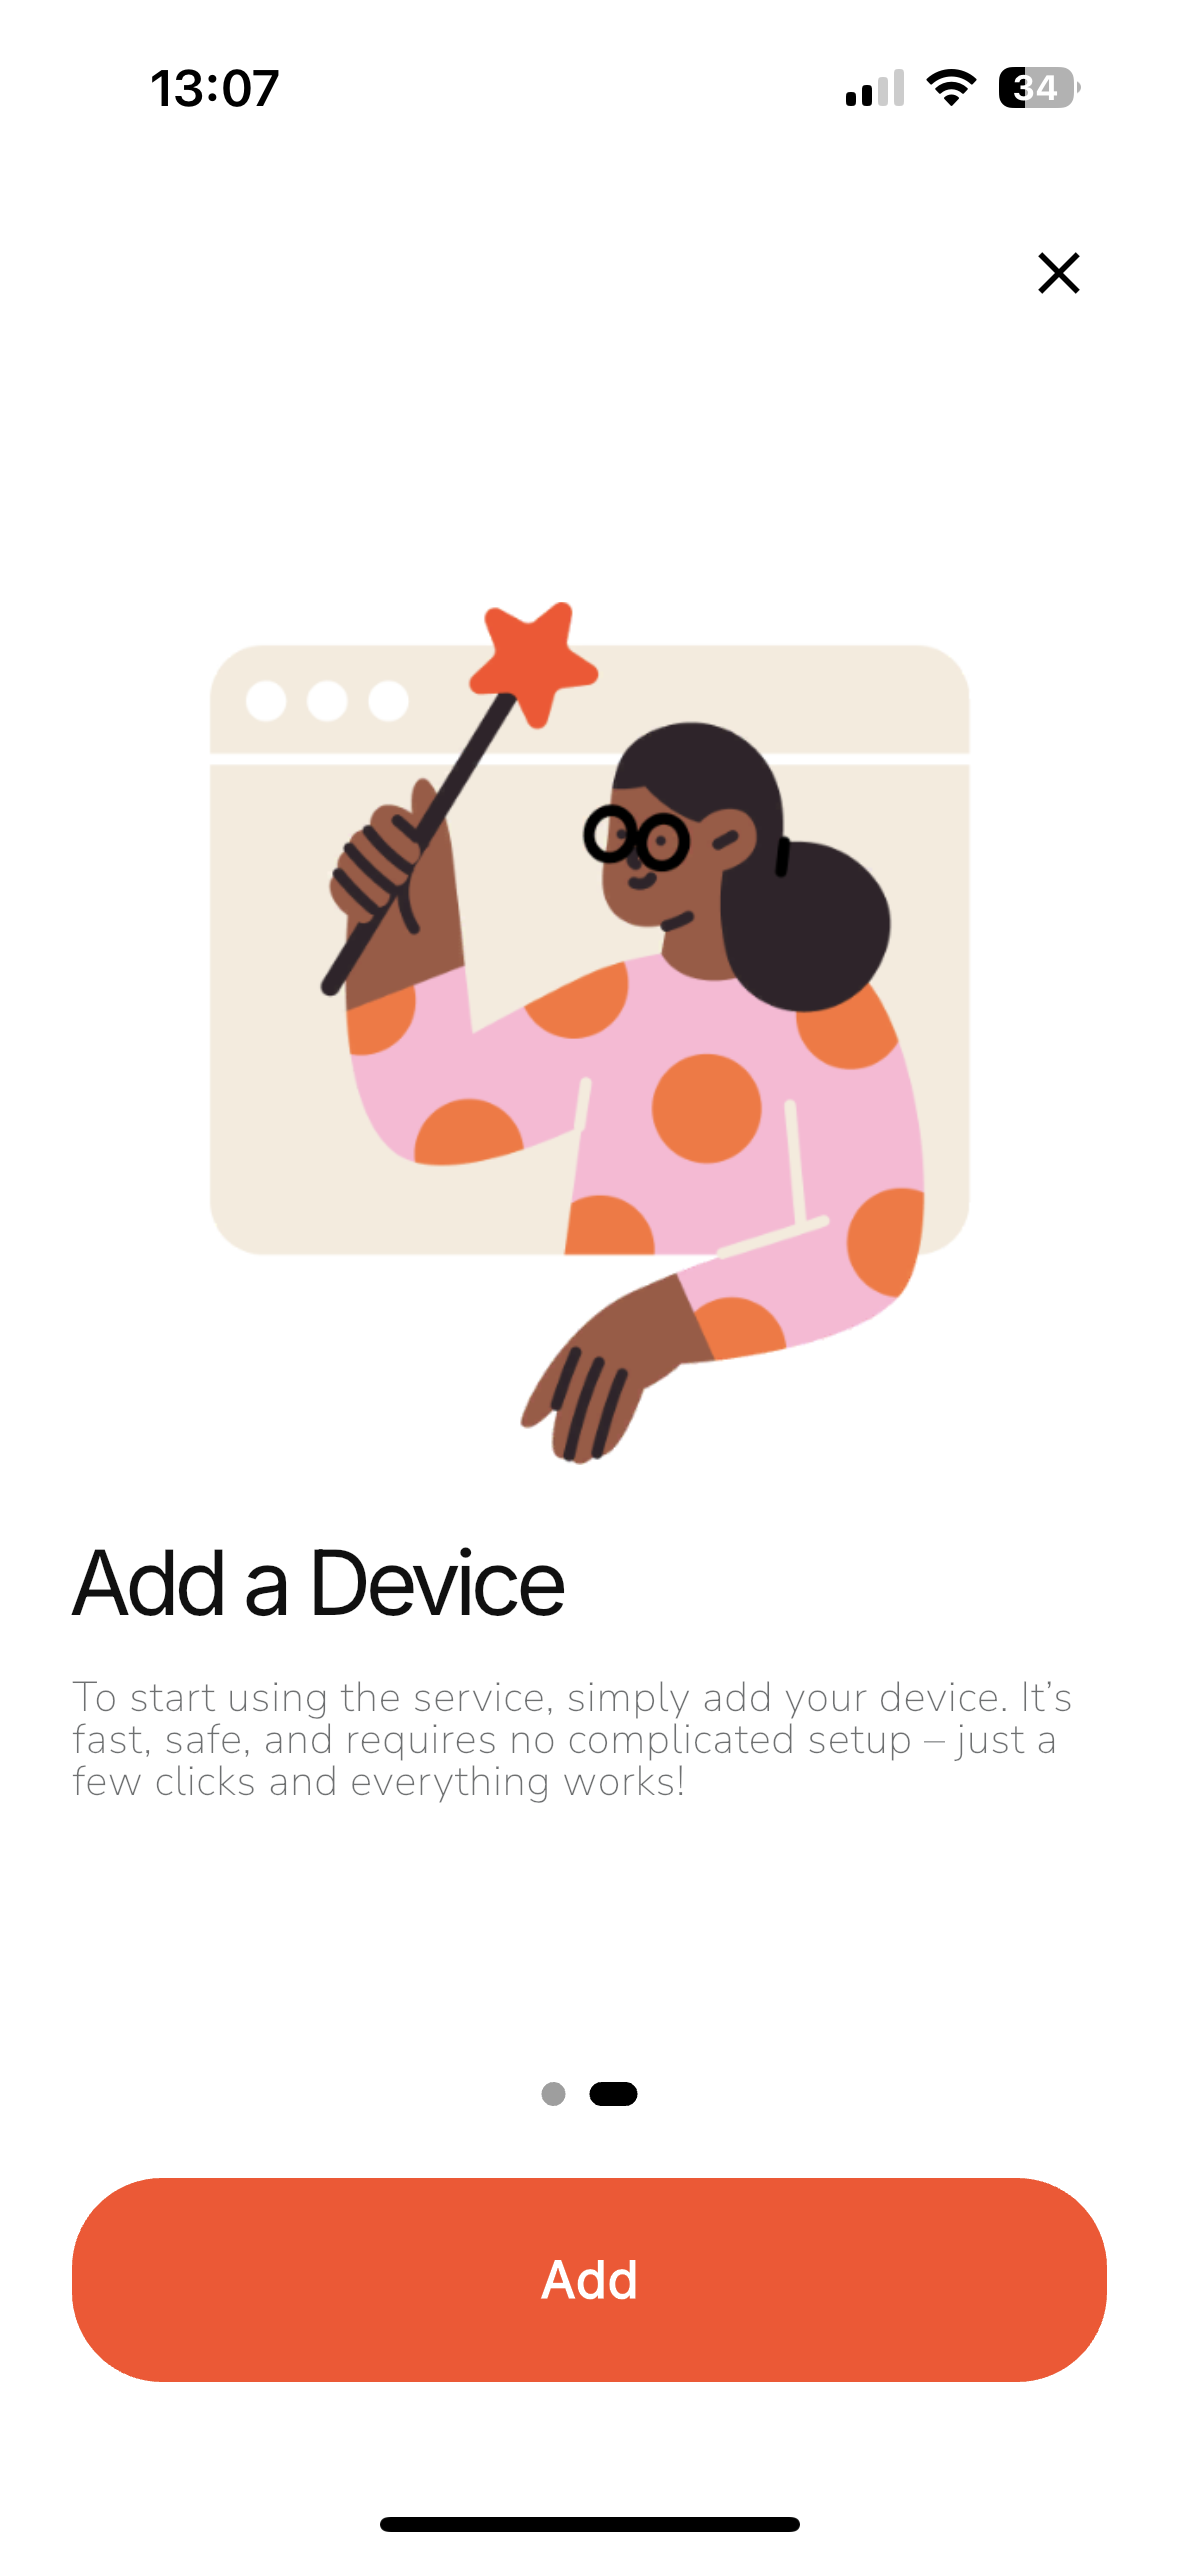 13:07
34
Add a Device
To start using the service, simply add your device. It’s
fast, safe, and requires no complicated setup – just a
few clicks and everything works!
Add